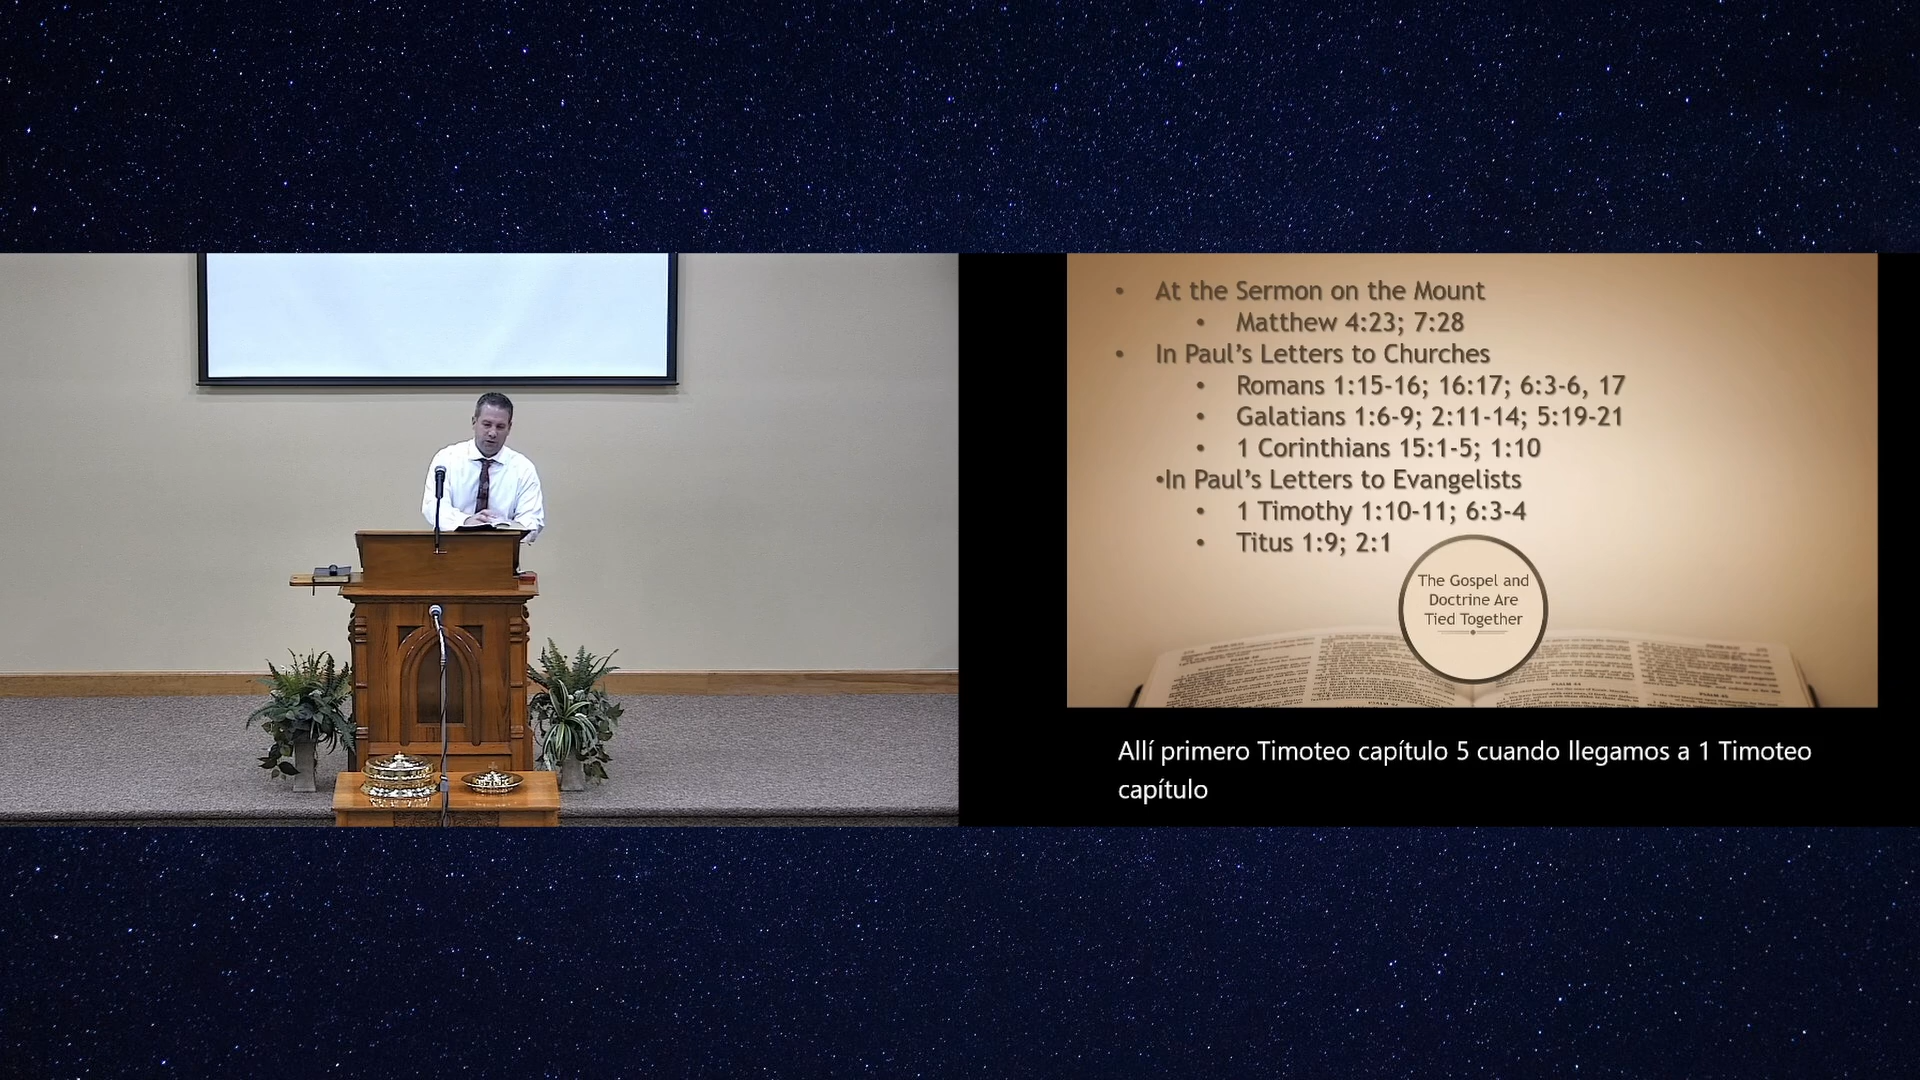 • At the Sermon on the Mount
• Matthew 4:23; 7:28
• In Paul’s Letters to Churches
• Romans 1:15-16; 16:17; 6:3-6, 17
• Galatians 1:6-9; 2:11-14; 5:19-21
• 1 Corinthians 15:1-5; 1:10
•In Paul’s Letters to Evangelists
• 1 Timothy 1:10-11; 6:3-4
• Titus 1:9; 2:1
The Gospel and
Doctrine Are
Tied Together
Allí primero Timoteo capítulo 5 cuando llegamos a 1 Timoteo
capítulo